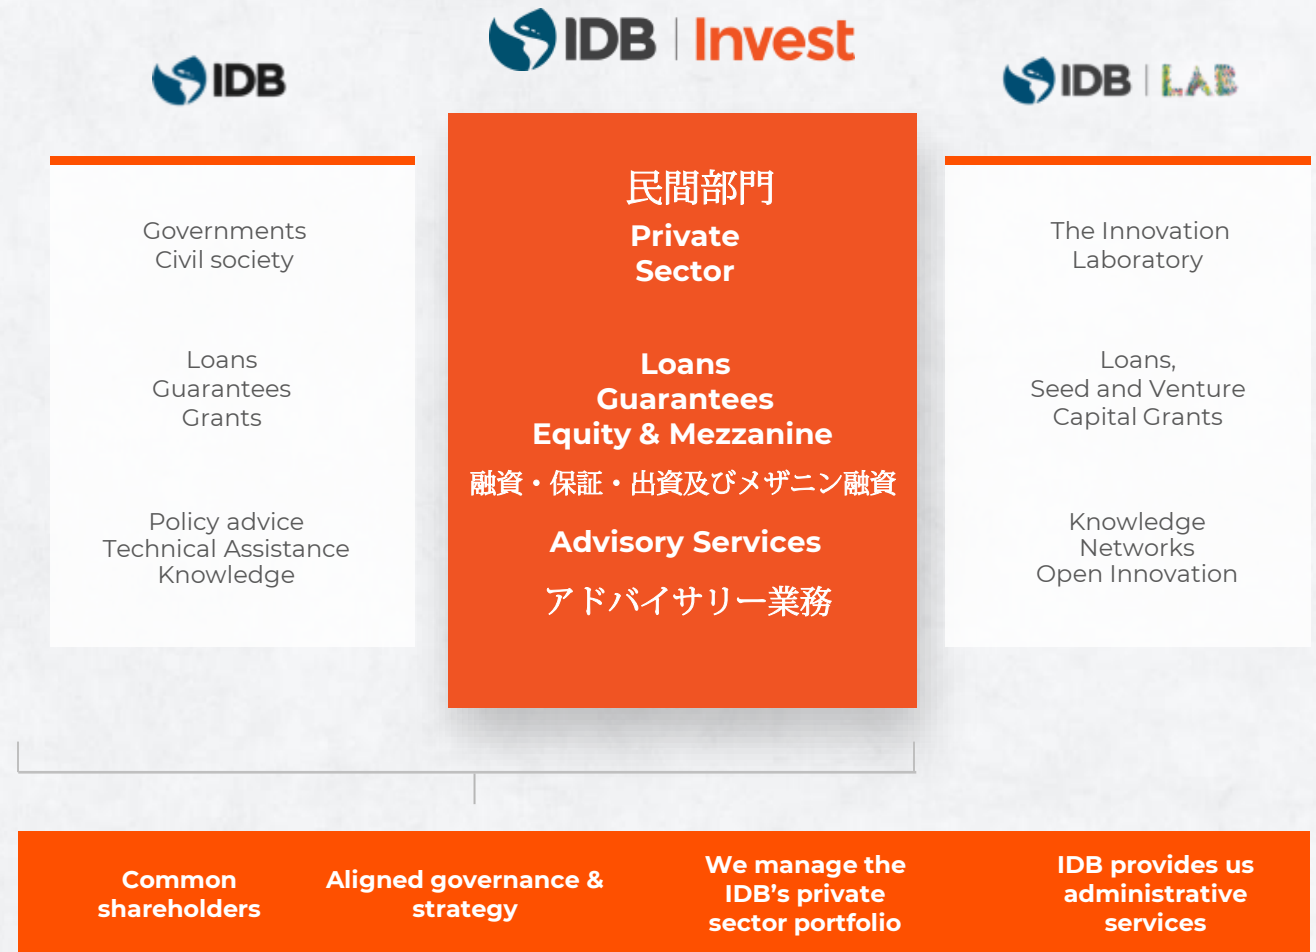 IDB
IDB | Invest
IDB | LAB
Governments
Civil society
Loans
Guarantees
Grants
Policy advice
Technical Assistance
Knowledge
民間部門
Private
Sector
Loans
Guarantees
Equity & Mezzanine
融資・保証・出資及びメザニン融資
Advisory Services
アドバイサリー業務
The Innovation
Laboratory
Loans,
Seed and Venture
Capital Grants
Knowledge
Networks
Open Innovation
Common
shareholders
Aligned governance &
strategy
We manage the
IDB's private
sector portfolio
IDB provides us
administrative
services